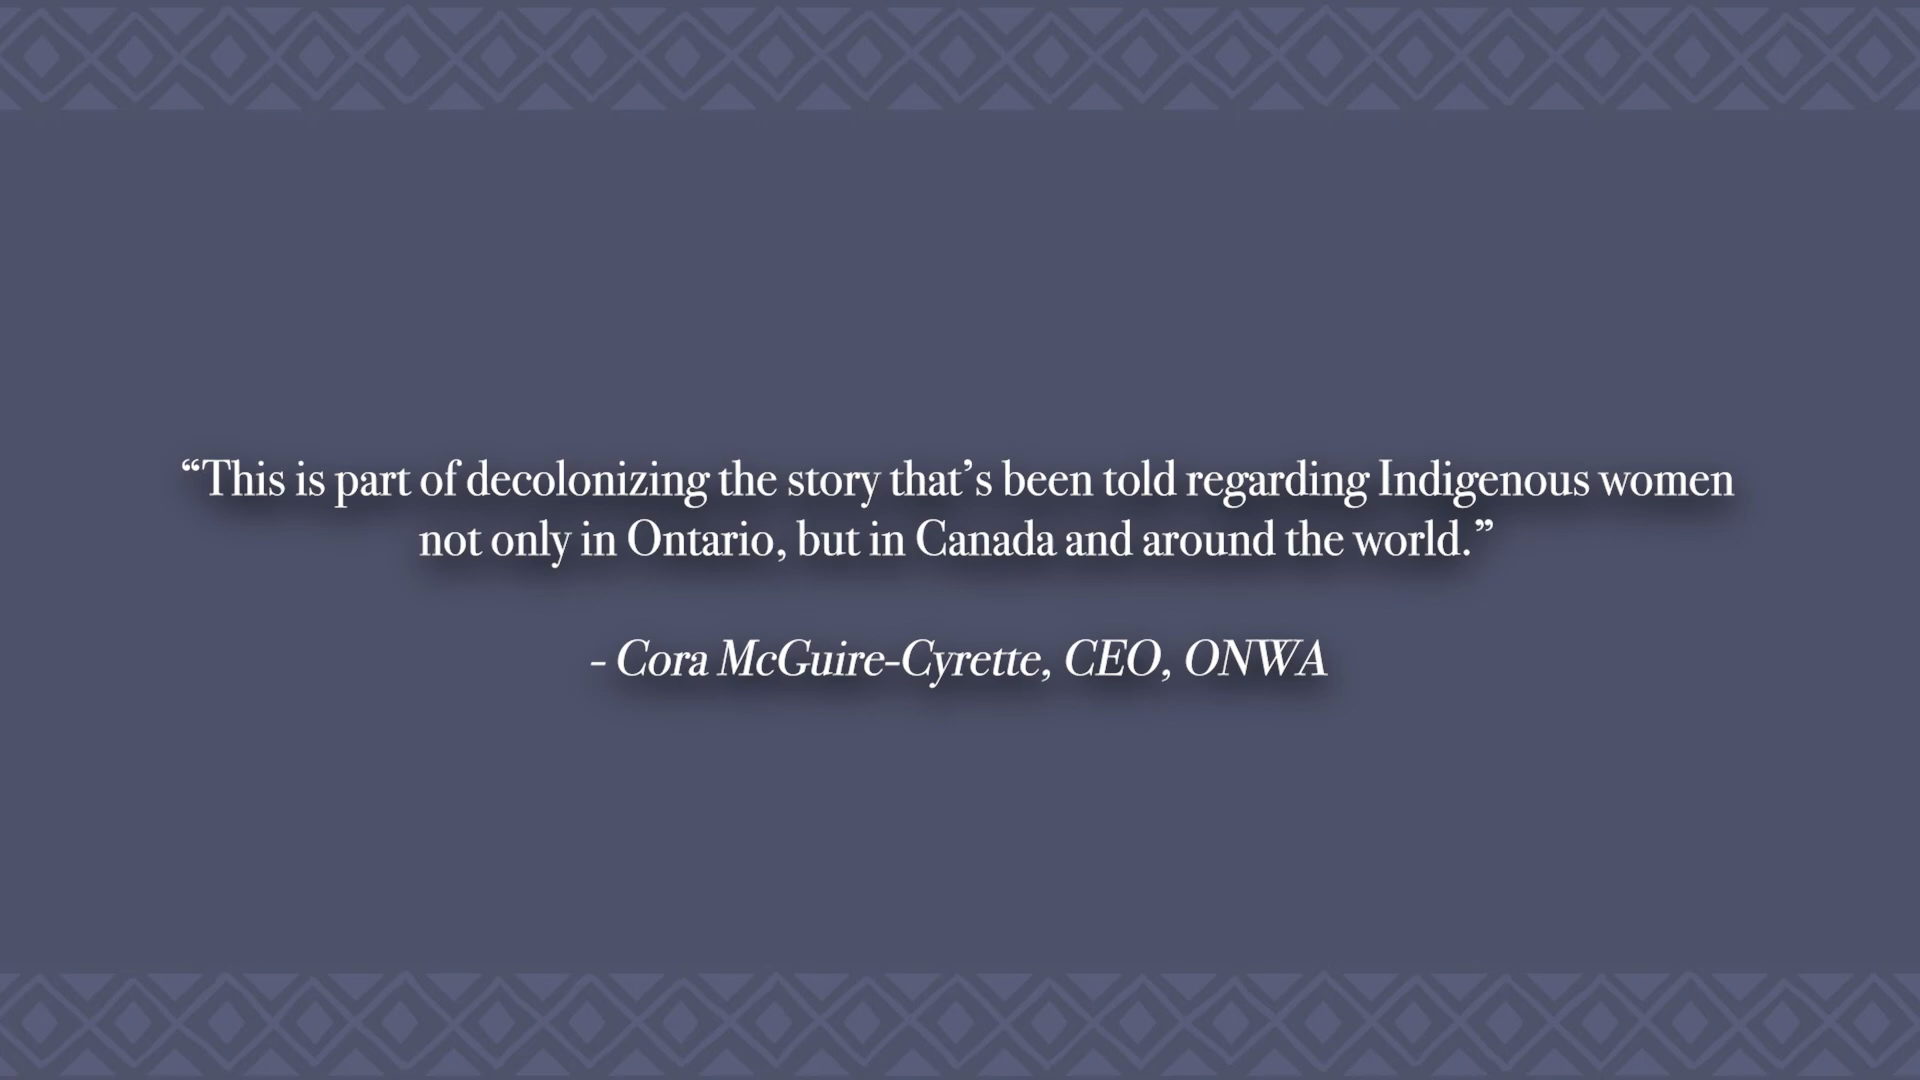 “This is part of decolonizing the story that’s been told regarding Indigenous women
not only in Ontario, but in Canada and around the world.”
- Cora McGuire-Cyrette, CEO, ONWA